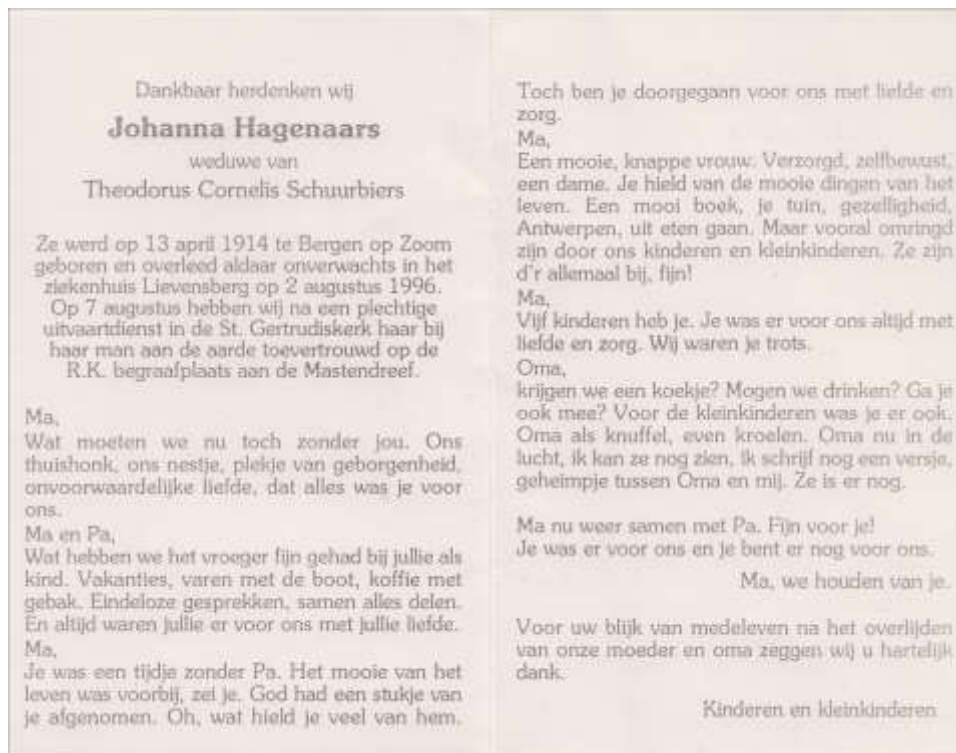 Dankbaar herdenken wij
Johanna Hagenaars
weduwe van
Theodorus Cornelis Schuurbiers
Ze werd op 13 april 1914 te Bergen op Zoom
geboren en overleed aldaar onverwachts in het
ziekenhuis Lievensberg op 2 augustus 1996.
Op 7 augustus hebben wij na een plechtige
uitvaartdienst in de St. Gertrudiskerk haar bij
haar man aan de aarde toevertrouwd op de
R.K. begraafplaats aan de Mastendreef.
Ma,
Wat moeten we nu toch zonder jou. Ons
thuishonk, ons nestje, plekje van geborgenheid,
onvoorwaardelijke liefde, dat alles was je voor
ons.
Ma en Pa,
Wat hebben we het vroeger fijn gehad bij jullie als
kind. Vakanties, varen met de boot, koffie met
gebak. Eindeloze gesprekken, samen alles delen.
En altijd waren jullie er voor ons met jullie liefde.
Ma,
Je was een tijdje zonder Pa. Het mooie van het
leven was voorbij, zei je. God had een stukje van
je afgenomen. Oh, wat hield je veel van hem.
Toch ben je doorgegaan voor ons met liefde en
zorg.
Ma,
Een mooie, knappe vrouw. Verzorgd, zelfbewust,
een dame. Je hield van de mooie dingen van het
leven. Een mooi boek, je tuin, gezelligheid,
Antwerpen, uit eten gaan. Maar vooral omringd
zijn door ons kinderen en kleinkinderen. Ze zijn
d'r allemaal bij, fijn!
Ma,
Vijf kinderen heb je. Je was er voor ons altijd met
liefde en zorg. Wij waren je trots.
Oma,
krijgen we een koekje? Mogen we drinken? Ga je
ook mee? Voor de kleinkinderen was je er ook.
Oma als knuffel, even kroelen. Oma nu in de
lucht, ik kan ze nog zien, ik schrijf nog een versje,
geheimpje tussen Oma en mij. Ze is er nog.
Ma nu weer samen met Pa. Fijn voor je!
Je was er voor ons en je bent er nog voor ons.
Ma, we houden van je.
Voor uw blijk van medeleven na het overlijden
van onze moeder en oma zeggen wij u hartelijk
dank.
Kinderen en kleinkinderen